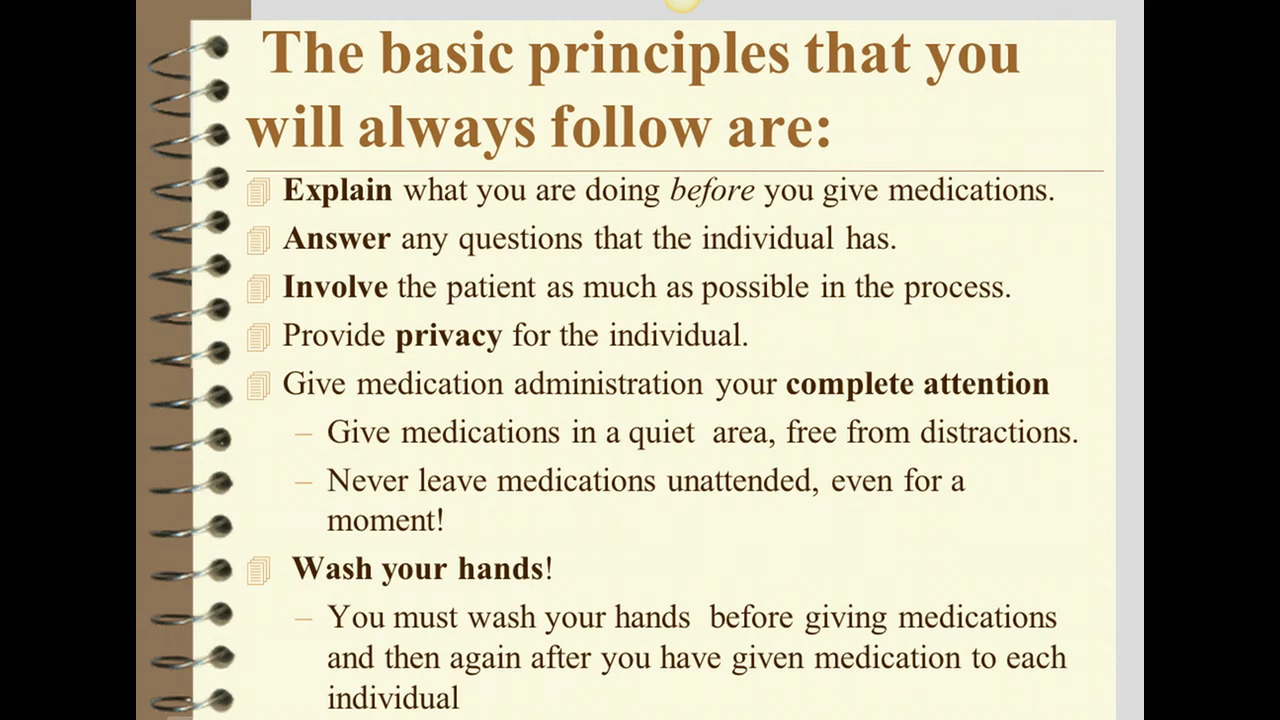 The basic principles that you
will always follow are:
Explain what you are doing before you give medications.
Answer any questions that the individual has.
Involve the patient as much as possible in the process.
Provide privacy for the individual.
Give medication administration your complete attention
– Give medications in a quiet area, free from distractions.
– Never leave medications unattended, even for a
moment!
Wash your hands!
– You must wash your hands before giving medications
and then again after you have given medication to each
individual